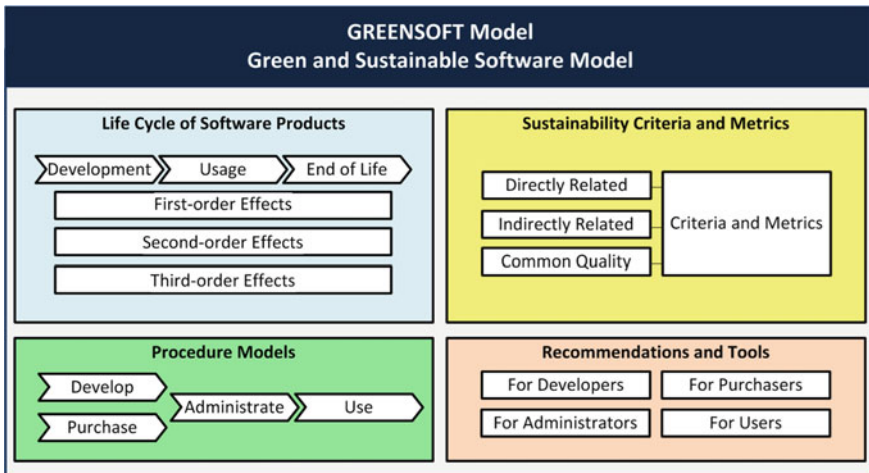 GREENSOFT Model
Green and Sustainable Software Model
Life Cycle of Software Products
Development
Usage
End of Life
First-order Effects
Second-order Effects
Third-order Effects
Sustainability Criteria and Metrics
Directly Related
Indirectly Related
Common Quality
Criteria and Metrics
Procedure Models
Develop
Purchase
Administrate
Use
Recommendations and Tools
For Developers
For Purchasers
For Administrators
For Users